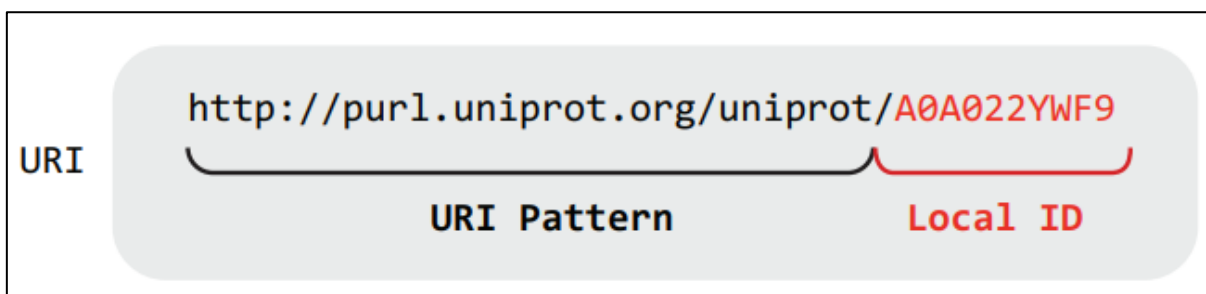 http://purl.uniprot.org/uniprot/A0A022YWF9
URI
URI Pattern Local ID